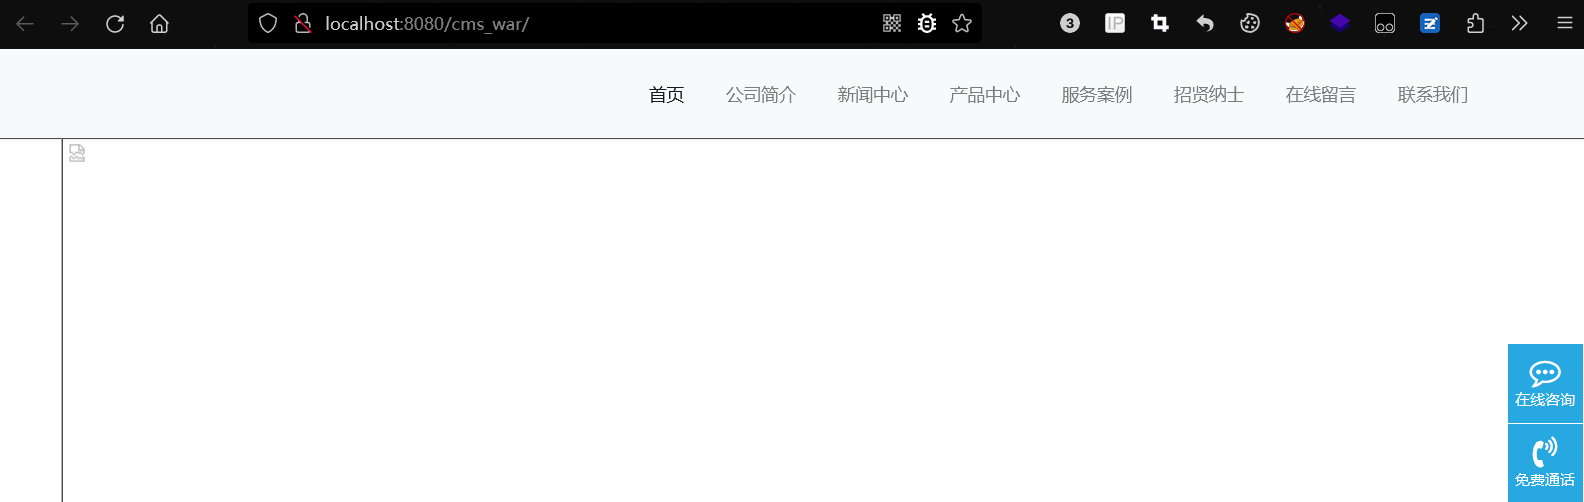 localhost:8080/cms_war/
3
IP
首页 公司简介 新闻中心 产品中心 服务案例 招贤纳士 在线留言 联系我们
在线咨询
免费通话